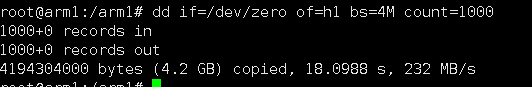 root@arm1:/arm1# dd if=/dev/zero of=h1 bs=4M count=1000
1000+0 records in
1000+0 records out
4194304000 bytes (4.2 GB) copied, 18.0988 s, 232 MB/s
root@arm1:/arm1#